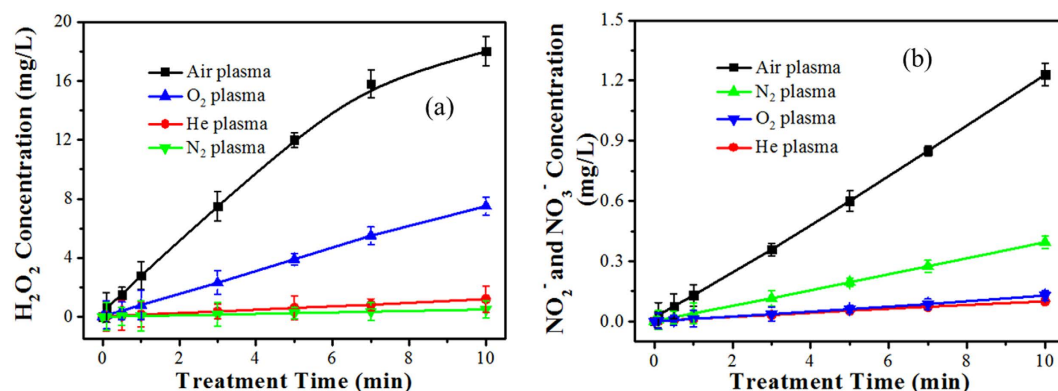 H₂O₂ Concentration (mg/L)
20
16
12
8
4
0
Air plasma
O₂ plasma
He plasma
N₂ plasma
(a)
0 2 4 6 8 10
Treatment Time (min)
NO₂⁻ and NO₃⁻ Concentration
(mg/L)
1.5
1.2
0.9
0.6
0.3
0.0
Air plasma
N₂ plasma
O₂ plasma
He plasma
(b)
0 2 4 6 8 10
Treatment Time (min)